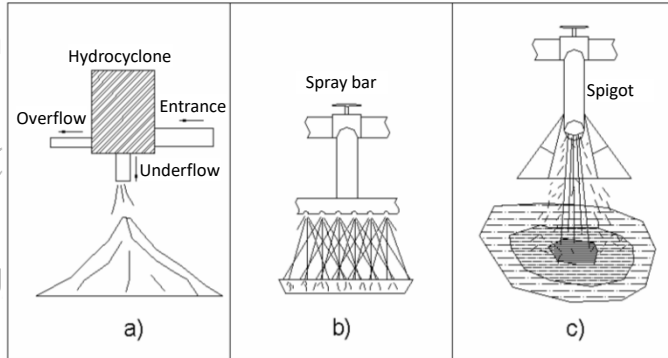 Hydrocyclone
Entrance
Overflow
Underflow
a)
Spray bar
b)
Spigot
c)